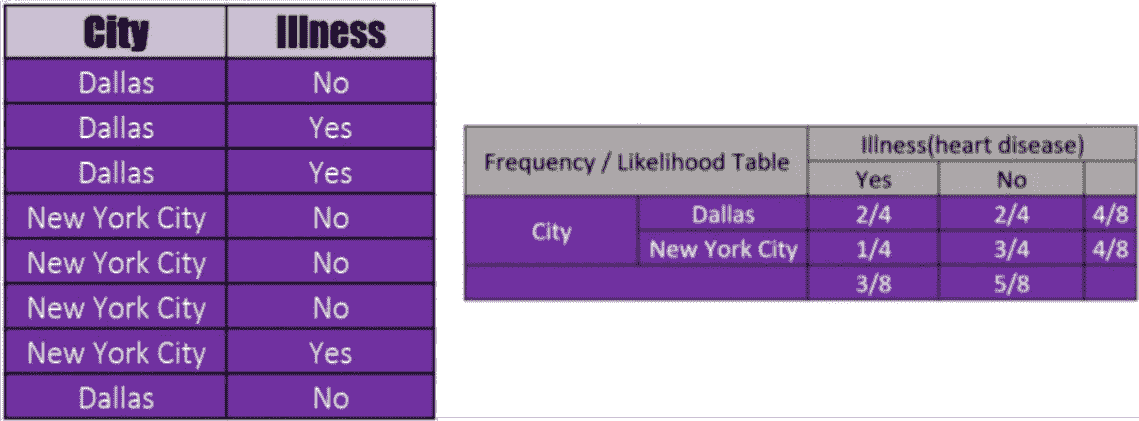 City Illness
Dallas No
Dallas Yes
Dallas Yes
New York City No
New York City No
New York City No
New York City Yes
Dallas No
Frequency / Likelihood Table
Illness(heart disease)
Yes No
City
Dallas 2/4 2/4 4/8
New York City 1/4 3/4 4/8
3/8 5/8